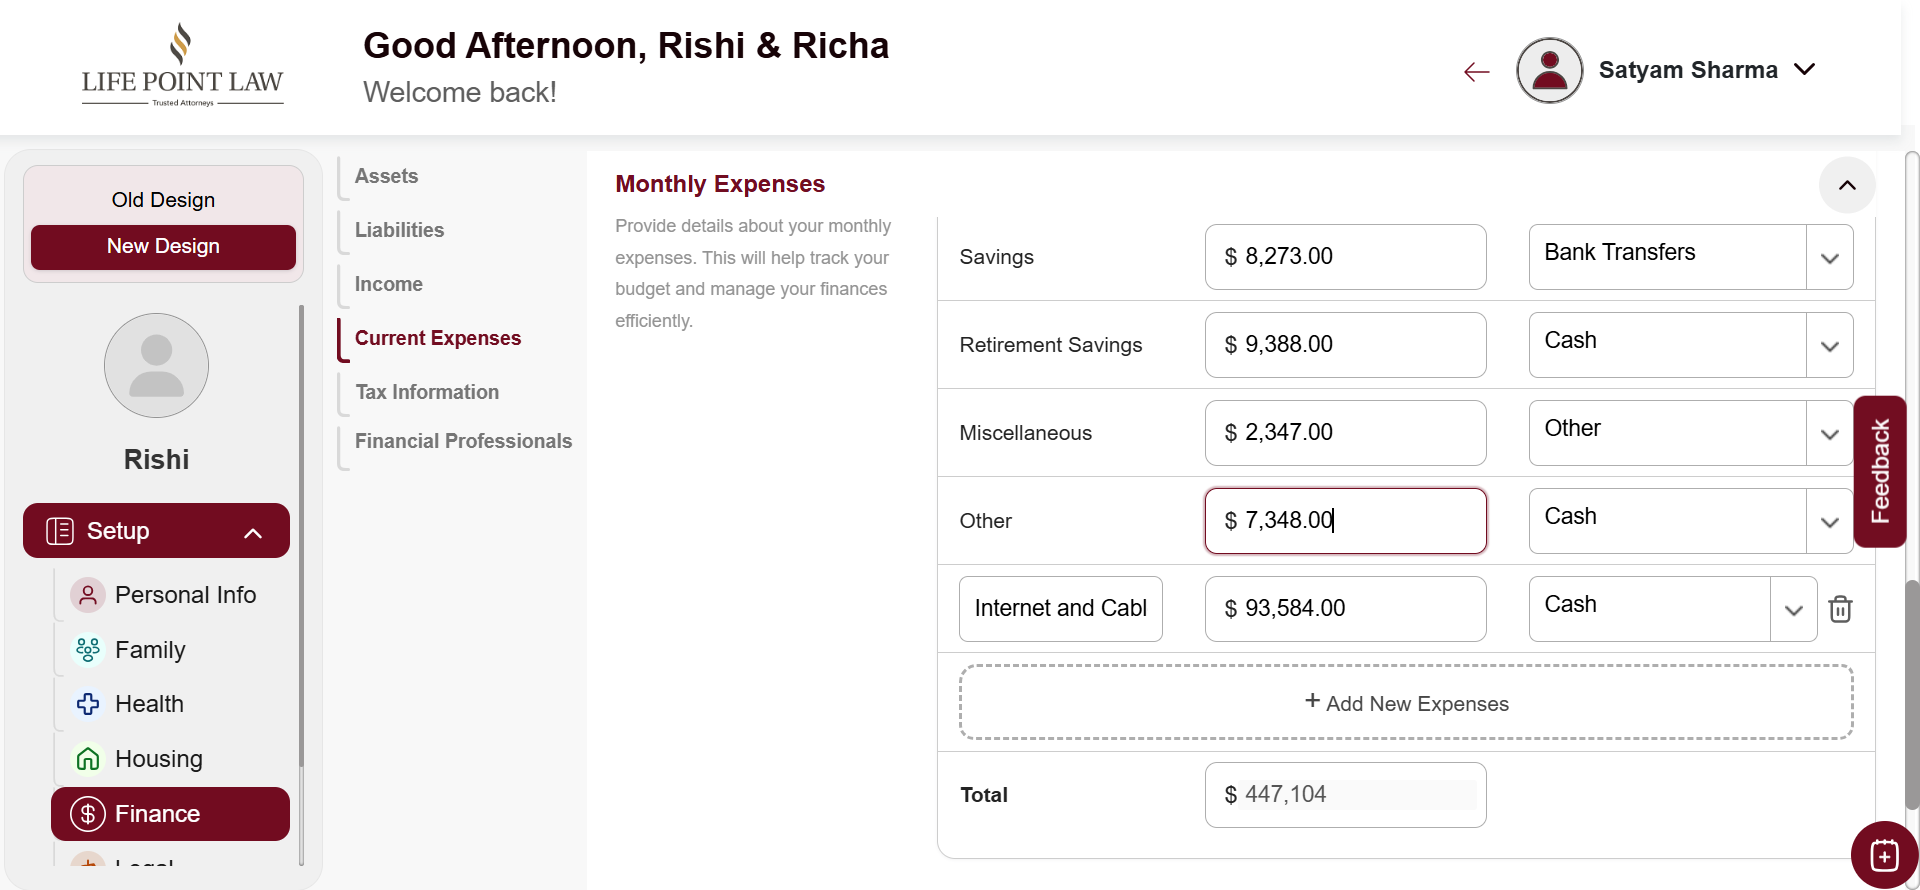 LIFE POINT LAW
Trusted Attorneys
Good Afternoon, Rishi & Richa
Welcome back!
Satyam Sharma
Old Design
New Design
Rishi
Setup
Personal Info
Family
Health
Housing
Finance
Legal
Assets
Liabilities
Income
Current Expenses
Tax Information
Financial Professionals
Monthly Expenses
Provide details about your monthly
expenses. This will help track your
budget and manage your finances
efficiently.
Savings $ 8,273.00 Bank Transfers
Retirement Savings $ 9,388.00 Cash
Miscellaneous $ 2,347.00 Other
Other $ 7,348.00 Cash
Internet and Cabl $ 93,584.00 Cash
+ Add New Expenses
Total $ 447,104
Feedback